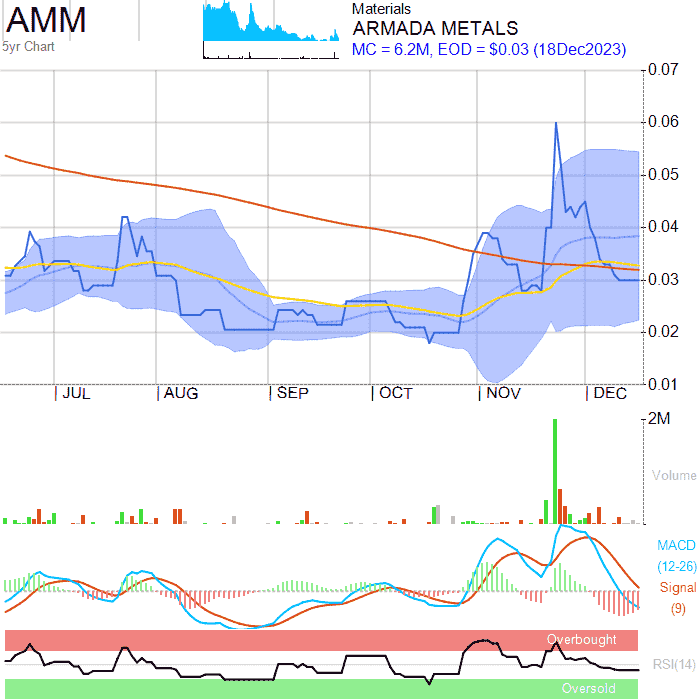 AMM
5yr Chart
Materials
ARMADA METALS
MC = 6.2M, EOD = $0.03 (18Dec2023)
0.07
0.06
0.05
0.04
0.03
0.02
0.01
JUL AUG SEP OCT NOV DEC
2M
Volume
MACD
(12-26)
Signal
(9)
Overbought
RSI(14)
Oversold